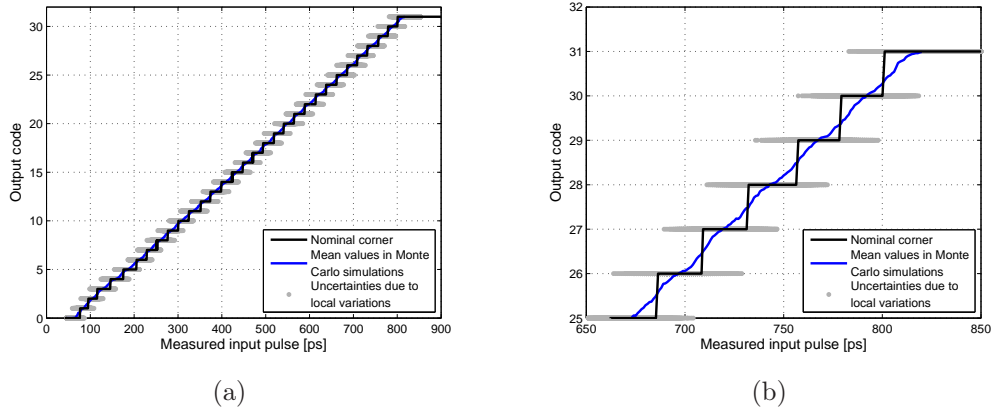 30
25
20
15
10
5
0
Output code
0 100 200 300 400 500 600 700 800 900
Measured input pulse [ps]
Nominal corner
Mean values in Monte
Carlo simulations
Uncertainties due to
local variations
(a)
32
31
30
29
28
27
26
25
Output code
650 700 750 800 850
Measured input pulse [ps]
Nominal corner
Mean values in Monte
Carlo simulations
Uncertainties due to
local variations
(b)